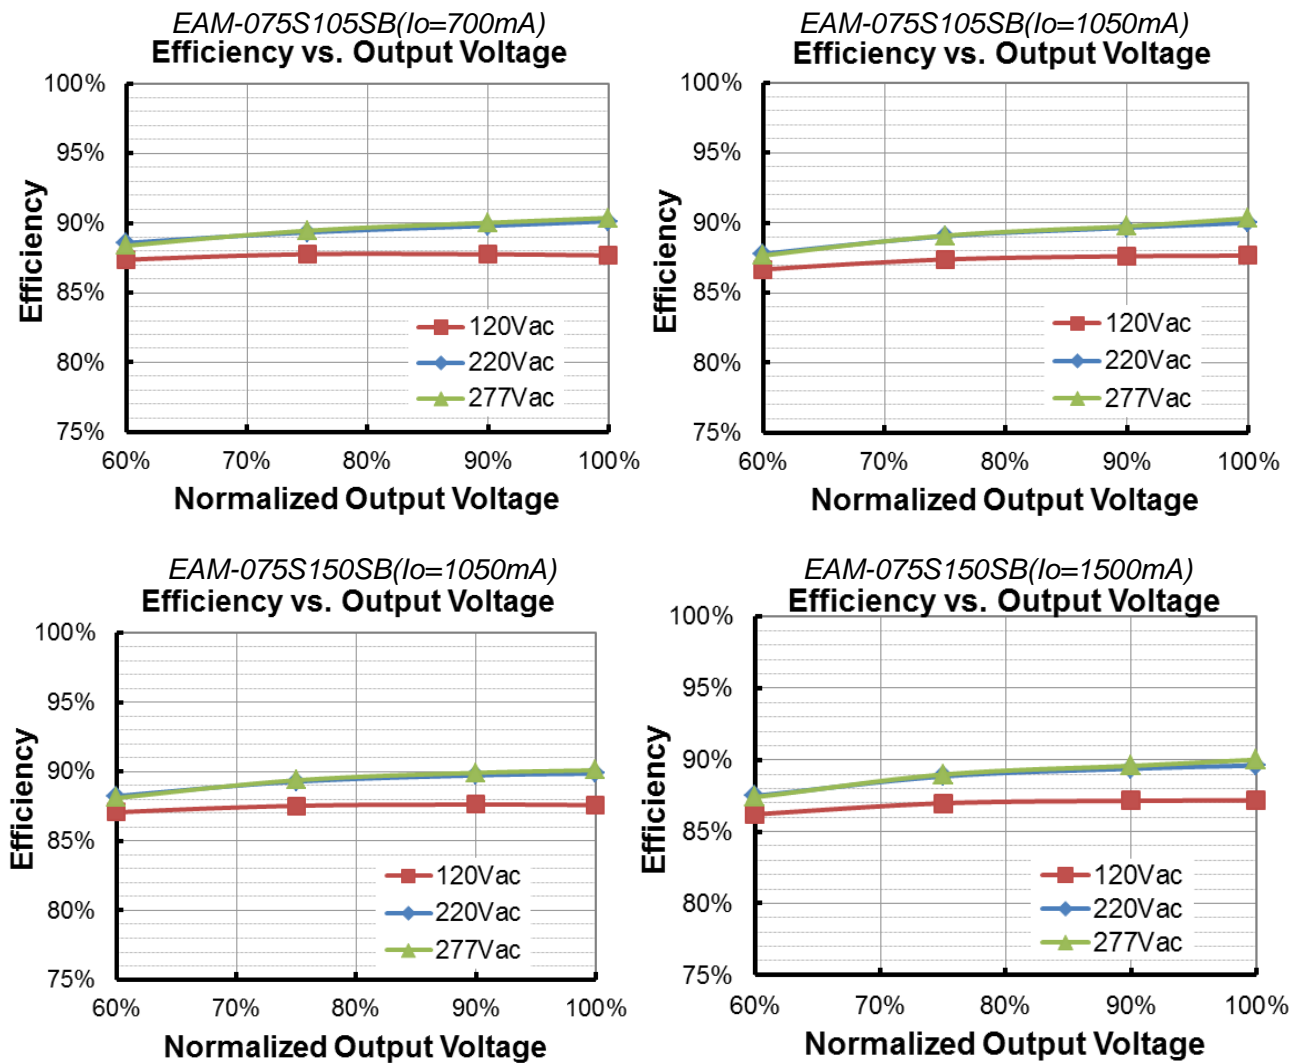 EAM-075S105SB(Io=700mA)
Efficiency vs. Output Voltage
100%
95%
90%
85%
80%
75%
Efficiency
120Vac
220Vac
277Vac
60%
70%
80%
90%
100%
Normalized Output Voltage
EAM-075S105SB(Io=1050mA)
Efficiency vs. Output Voltage
100%
95%
90%
85%
80%
75%
Efficiency
120Vac
220Vac
277Vac
60%
70%
80%
90%
100%
Normalized Output Voltage
EAM-075S150SB(Io=1050mA)
Efficiency vs. Output Voltage
100%
95%
90%
85%
80%
75%
Efficiency
120Vac
220Vac
277Vac
60%
70%
80%
90%
100%
Normalized Output Voltage
EAM-075S150SB(Io=1500mA)
Efficiency vs. Output Voltage
100%
95%
90%
85%
80%
75%
Efficiency
120Vac
220Vac
277Vac
60%
70%
80%
90%
100%
Normalized Output Voltage